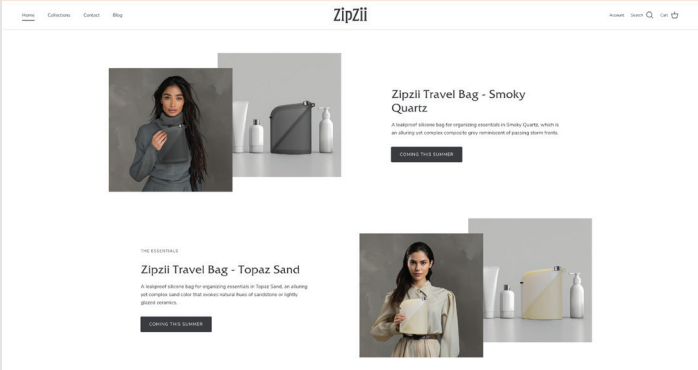 Home Collections Contact Blog
ZipZii
Account Search Cart
Zipzii Travel Bag - Smoky
Quartz
A leakproof silicone bag for organizing essentials in Smoky Quartz, which is
an alluring yet complex composite grey reminiscent of passing storm fronts.
COMING THIS SUMMER
THE ESSENTIALS
Zipzii Travel Bag - Topaz Sand
A leakproof silicone bag for organizing essentials in Topaz Sand, an alluring
yet complex sand color that evokes natural hues of sandstone or lightly
glazed ceramics.
COMING THIS SUMMER